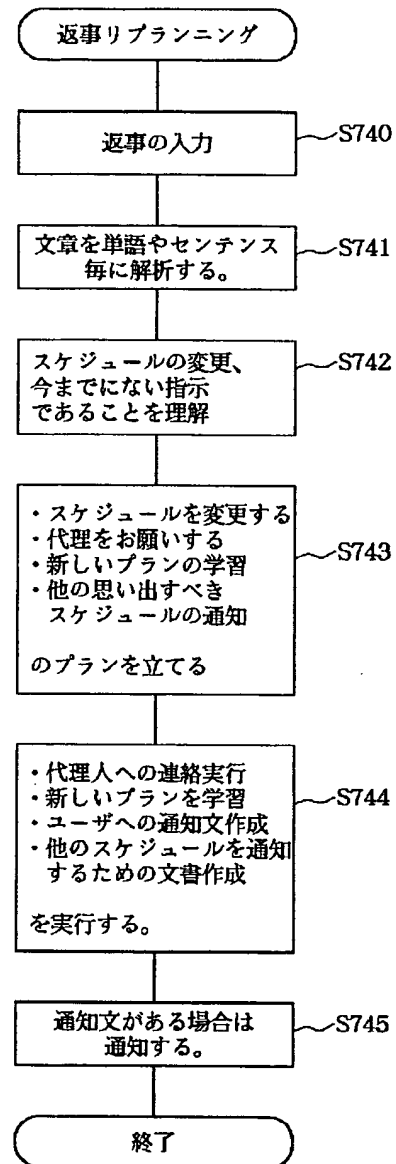 返事リプランニング
返事の入力
S740
文章を単語やセンテンス
毎に解析する。
S741
スケジュールの変更、
今までにない指示
であることを理解
S742
・スケジュールを変更する
・代理をお願いする
・新しいプランの学習
・他の思い出すべき
スケジュールの通知
のプランを立てる
S743
・代理人への連絡実行
・新しいプランを学習
・ユーザへの通知文作成
・他のスケジュールを通知
するための文書作成
を実行する。
S744
通知文がある場合は
通知する。
S745
終了